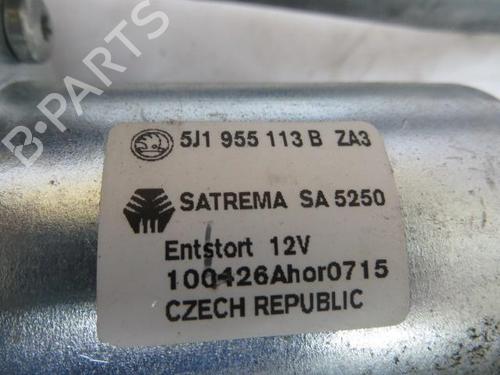 B-PARTS
5J1 955 113 B ZA3
SATREMA SA 5250
Entstort 12V
100426Ahor0715
CZECH REPUBLIC